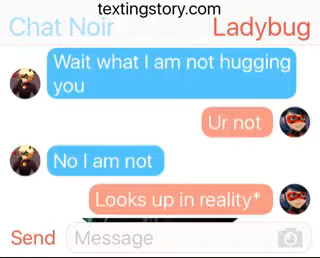 textingstory.com
Chat Noir Ladybug
Wait what I am not hugging
you
Ur not
No I am not
Looks up in reality*
Send Message